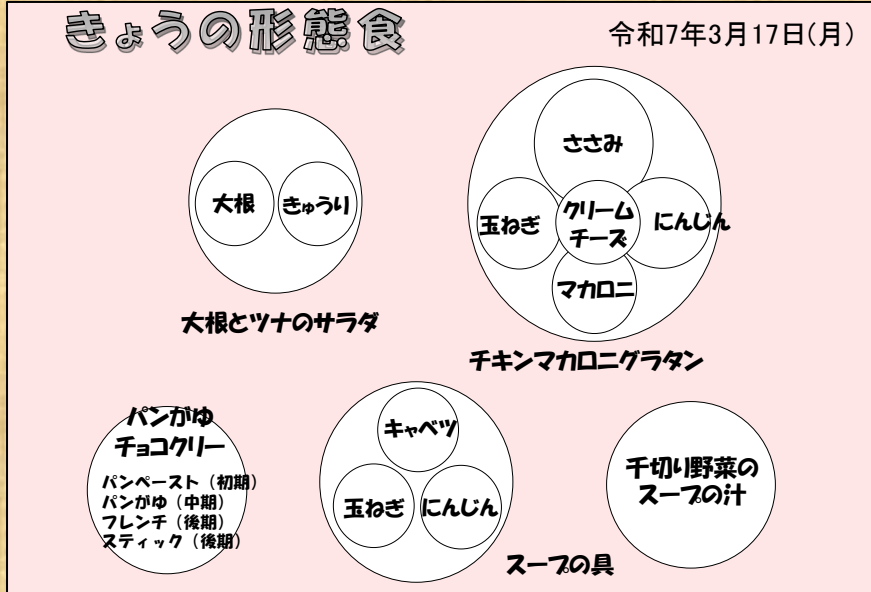 きょうの形態食
令和7年3月17日(月)
大根
きゅうり
大根とツナのサラダ
ささみ
玉ねぎ
クリーム
チーズ
にんじん
マカロニ
チキンマカロニグラタン
パンがゆ
チョコクリー
パンペースト（初期）
パンがゆ（中期）
フレンチ（後期）
スティック（後期）
キャベツ
玉ねぎ
にんじん
スープの具
千切り野菜の
スープの汁